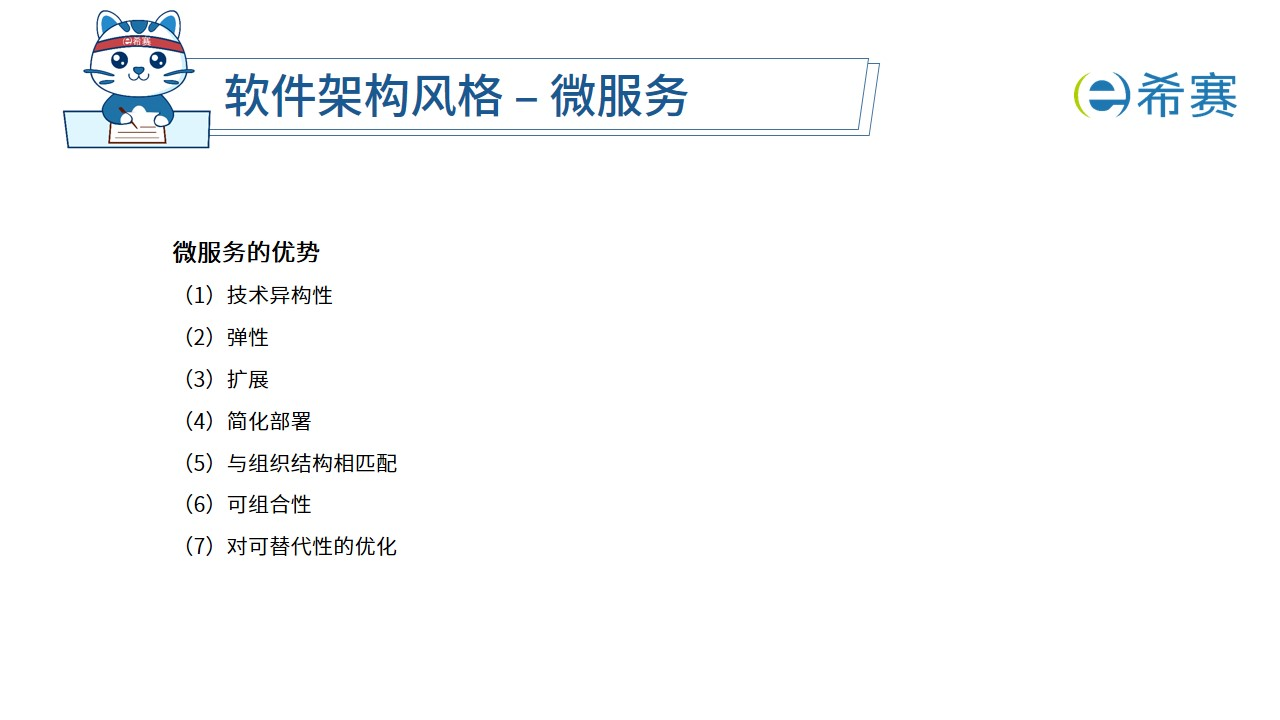 希赛
软件架构风格 – 微服务
希赛
微服务的优势
（1）技术异构性
（2）弹性
（3）扩展
（4）简化部署
（5）与组织结构相匹配
（6）可组合性
（7）对可替代性的优化